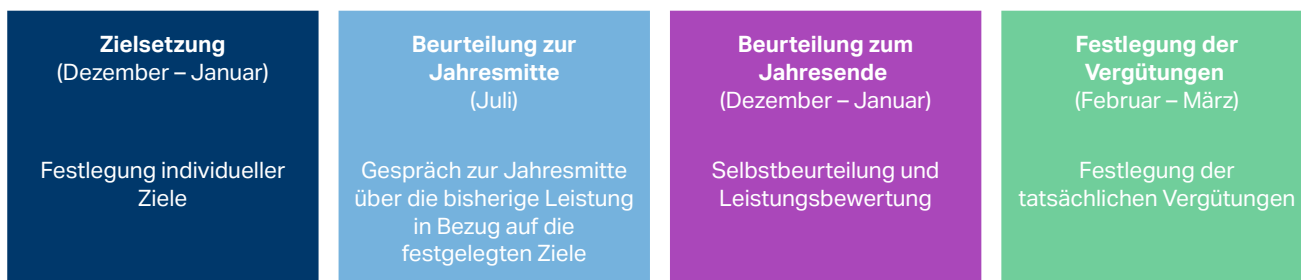 Zielsetzung
(Dezember – Januar)
Festlegung individueller
Ziele
Beurteilung zur
Jahresmitte
(Juli)
Gespräch zur Jahresmitte
über die bisherige Leistung
in Bezug auf die
festgelegten Ziele
Beurteilung zum
Jahresende
(Dezember – Januar)
Selbstbeurteilung und
Leistungsbewertung
Festlegung der
Vergütungen
(Februar – März)
Festlegung der
tatsächlichen Vergütungen